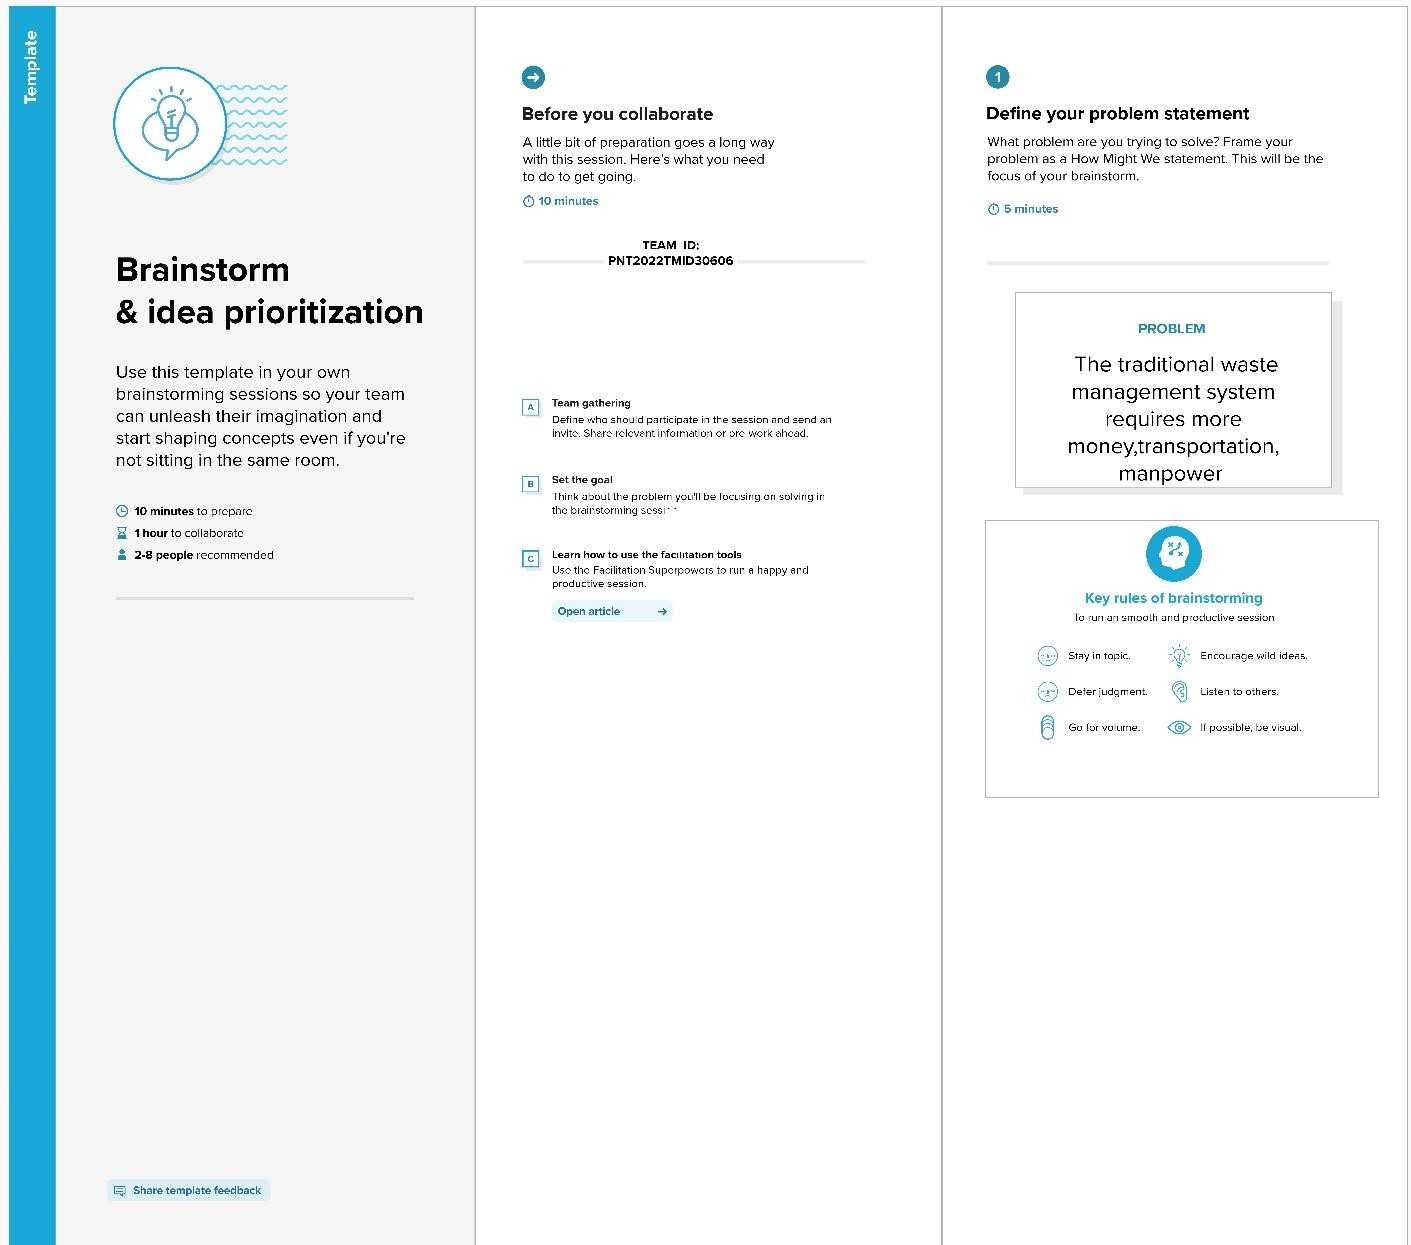 Template
Brainstorm
& idea prioritization
Use this template in your own
brainstorming sessions so your team
can unleash their imagination and
start shaping concepts even if you're
not sitting in the same room.
10 minutes to prepare
1 hour to collaborate
2-8 people recommended
Share template feedback
Before you collaborate
A little bit of preparation goes a long way
with this session. Here's what you need
to do to get going.
10 minutes
TEAM ID:
PNT2022TMID30606
A
Team gathering
Define who should participate in the session and send an
invite. Share relevant information or pre-work ahead.
B
Set the goal
Think about the problem you'll be focusing on solving in
the brainstorming
C
Learn how to use the facilitation tools
Use the Facilitation Superpowers to run a happy and
productive session.
Open article
1
Define your problem statement
What problem are you trying to solve? Frame your
problem as a How Might We statement. This will be the
focus of your brainstorm.
5 minutes
PROBLEM
The traditional waste
management system
requires more
money,transportation,
manpower
Key rules of brainstorming
To run an smooth and productive session
Stay in topic.
Encourage wild ideas.
Defer judgment.
Listen to others.
Go for volume.
If possible, be visual.